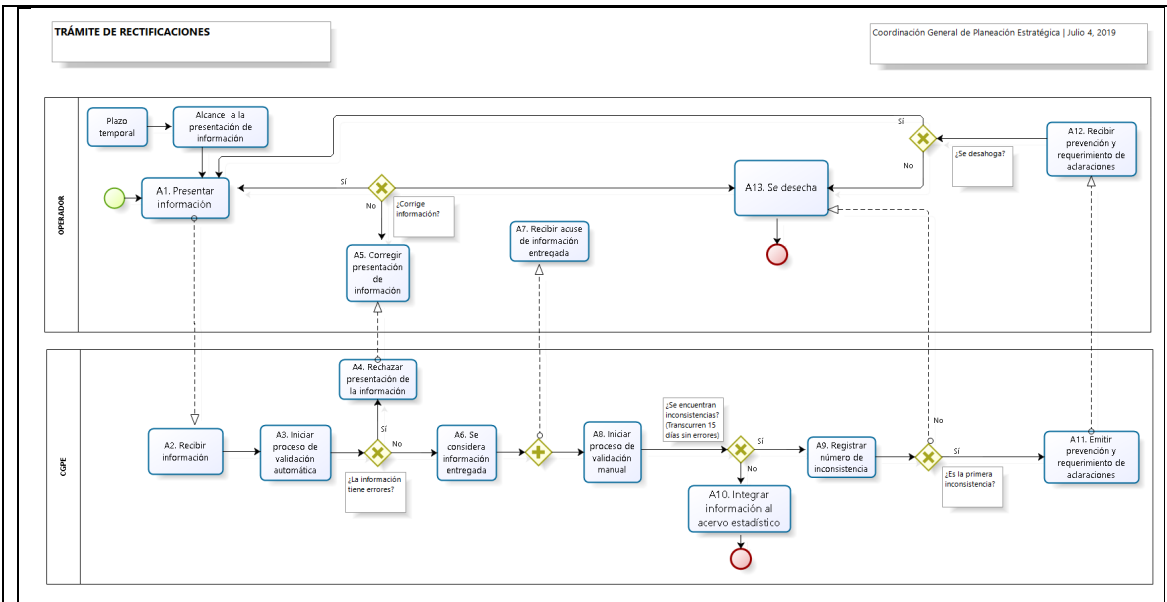 TRÁMITE DE RECTIFICACIONES
Coordinación General de Planeación Estratégica | Julio 4, 2019
OPERADOR
Plazo
temporal
Alcance a la
presentación de
información
A1. Presentar
información
Sí
¿Corrige
información?
No
A5. Corregir
presentación
de
información
A7. Recibir acuse
de información
entregada
A13. Se desecha
Sí
No
¿Se desahoga?
A12. Recibir
prevención y
requerimiento de
aclaraciones
CGPE
A2. Recibir
información
A3. Iniciar
proceso de
validación
automática
A4. Rechazar
presentación de
la información
Sí
No
¿La información
tiene errores?
A6. Se
considera
información
entregada
A8. Iniciar
proceso de
validación
manual
¿Se encuentran
inconsistencias?
(Transcurren 15
días sin errores)
Sí
No
A10. Integrar
información al
acervo estadístico
A9. Registrar
número de
inconsistencia
No
Sí
¿Es la primera
inconsistencia?
A11. Emitir
prevención y
requerimiento de
aclaraciones